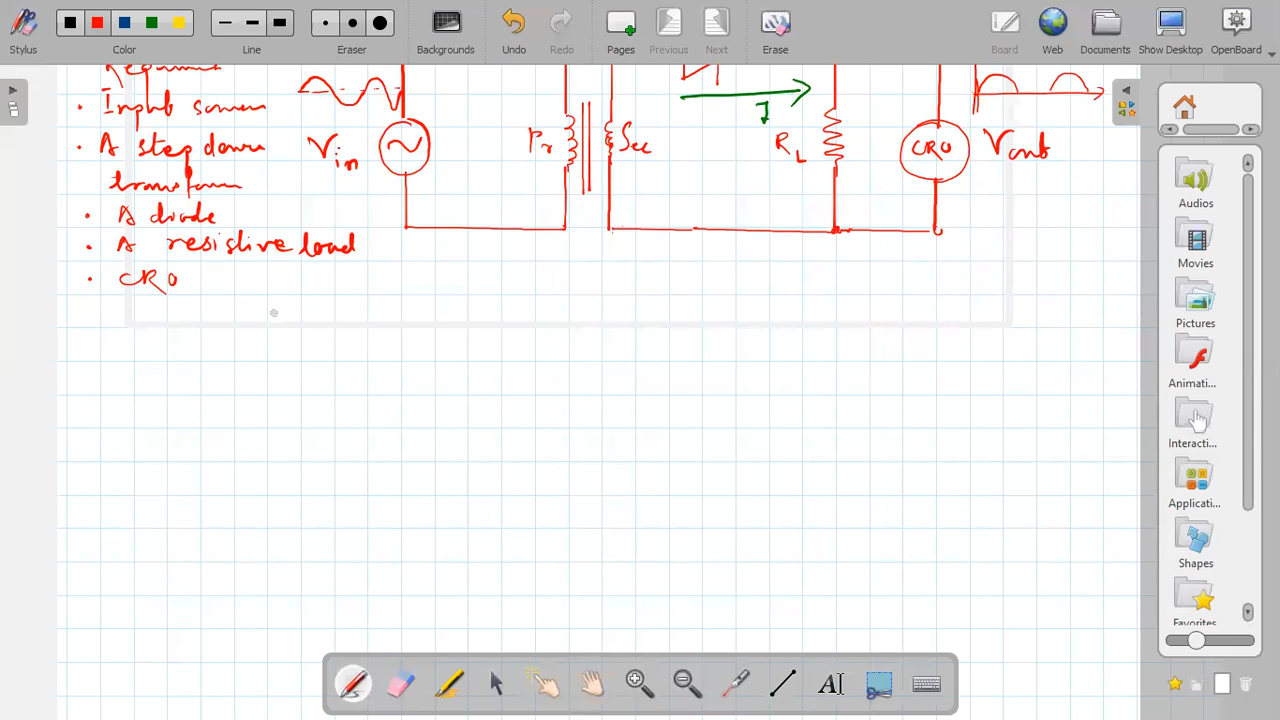 Stylus
Color
Line
Eraser
Backgrounds
Undo
Redo
Pages
Previous
Next
Erase
Board
Web
Documents
Show Desktop
OpenBoard
• Input
• A step down
• A diode
• A resistive load
• CRO
Vin
Pr
Sec
I
RL
CRO
Vout
Audios
Movies
Pictures
Animati...
Interacti...
Applicati...
Shapes
Favorites
AI